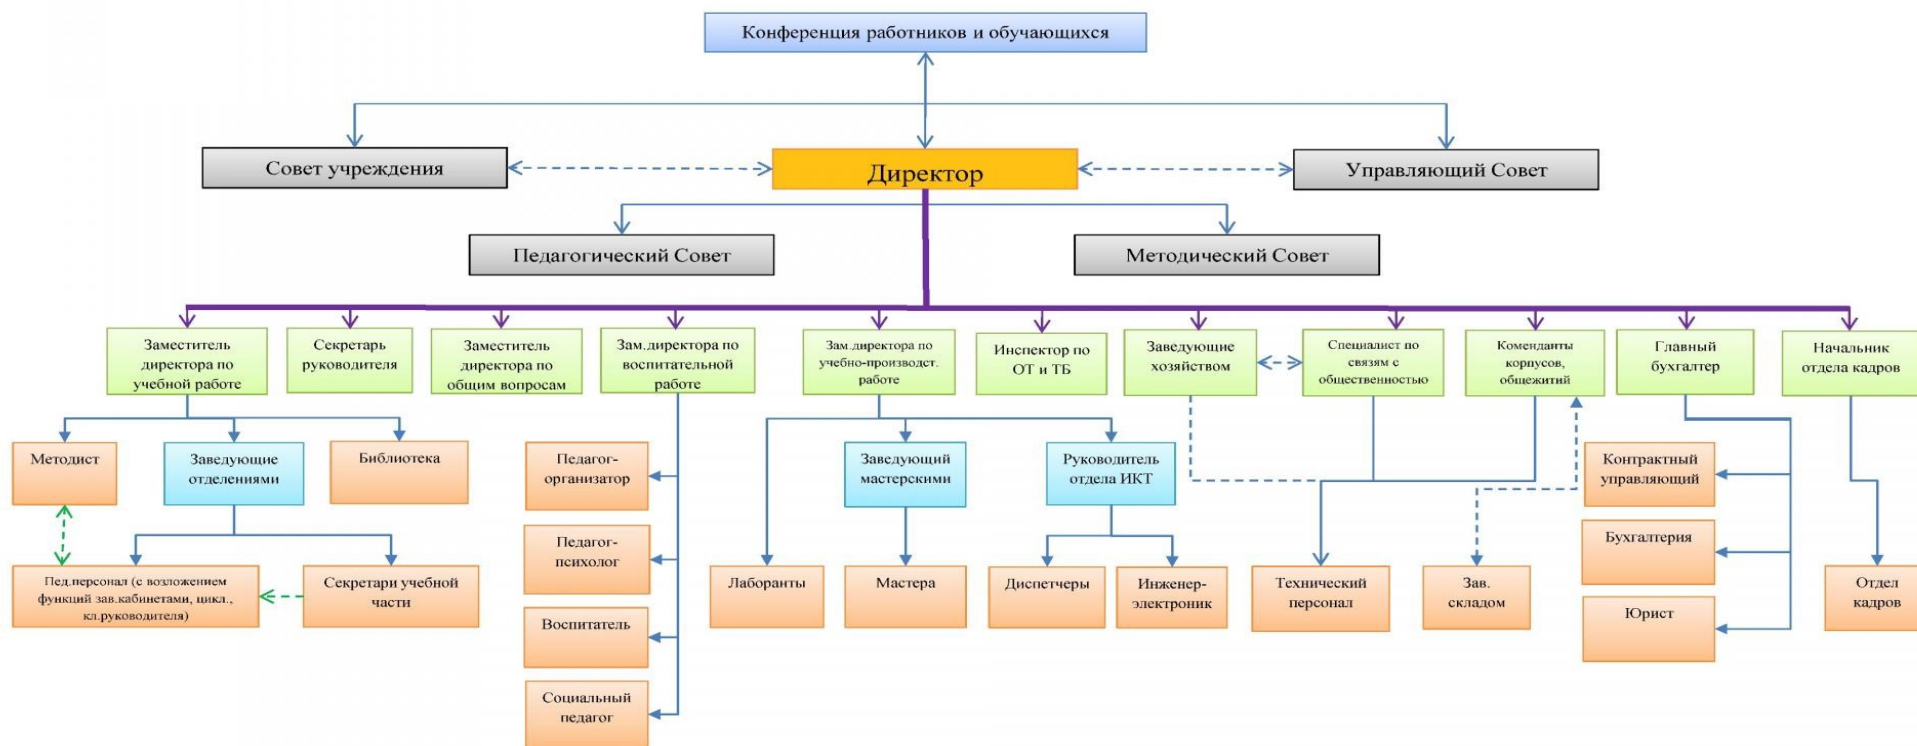 Конференция работников и обучающихся
Совет учреждения
Директор
Управляющий Совет
Педагогический Совет
Методический Совет
Заместитель
директора по
учебной работе
Секретарь
руководителя
Заместитель
директора по
общим вопросам
Зам.директора по
воспитательной
работе
Зам.директора по
учебно-производст.
работе
Инспектор по
ОТ и ТБ
Заведующие
хозяйством
Специалист по
связям с
общественностью
Коменданты
корпусов,
общежитий
Главный
бухгалтер
Начальник
отдела кадров
Методист
Заведующие
отделениями
Библиотека
Педагог-
организатор
Заведующий
мастерскими
Руководитель
отдела ИКТ
Контрактный
управляющий
Педагог-
психолог
Бухгалтерия
Пед.персонал (с возложением
функций зав.кабинетами, цикл.,
кл.руководителя)
Секретари учебной
части
Лаборанты
Мастера
Диспетчеры
Инженер-
электроник
Технический
персонал
Зав.
складом
Отдел
кадров
Воспитатель
Юрист
Социальный
педагог